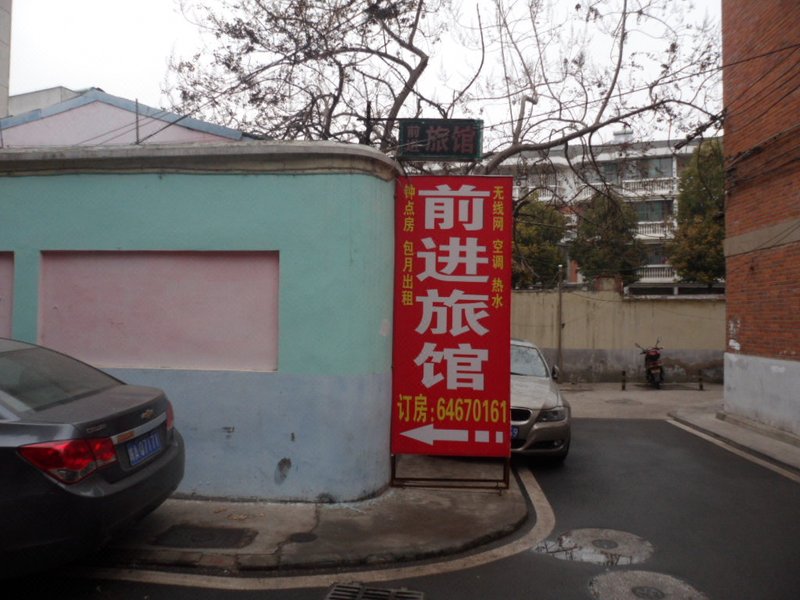 前进 旅馆
钟点房 包月出租
前进旅馆
无线网 空调 热水
订房:64670161